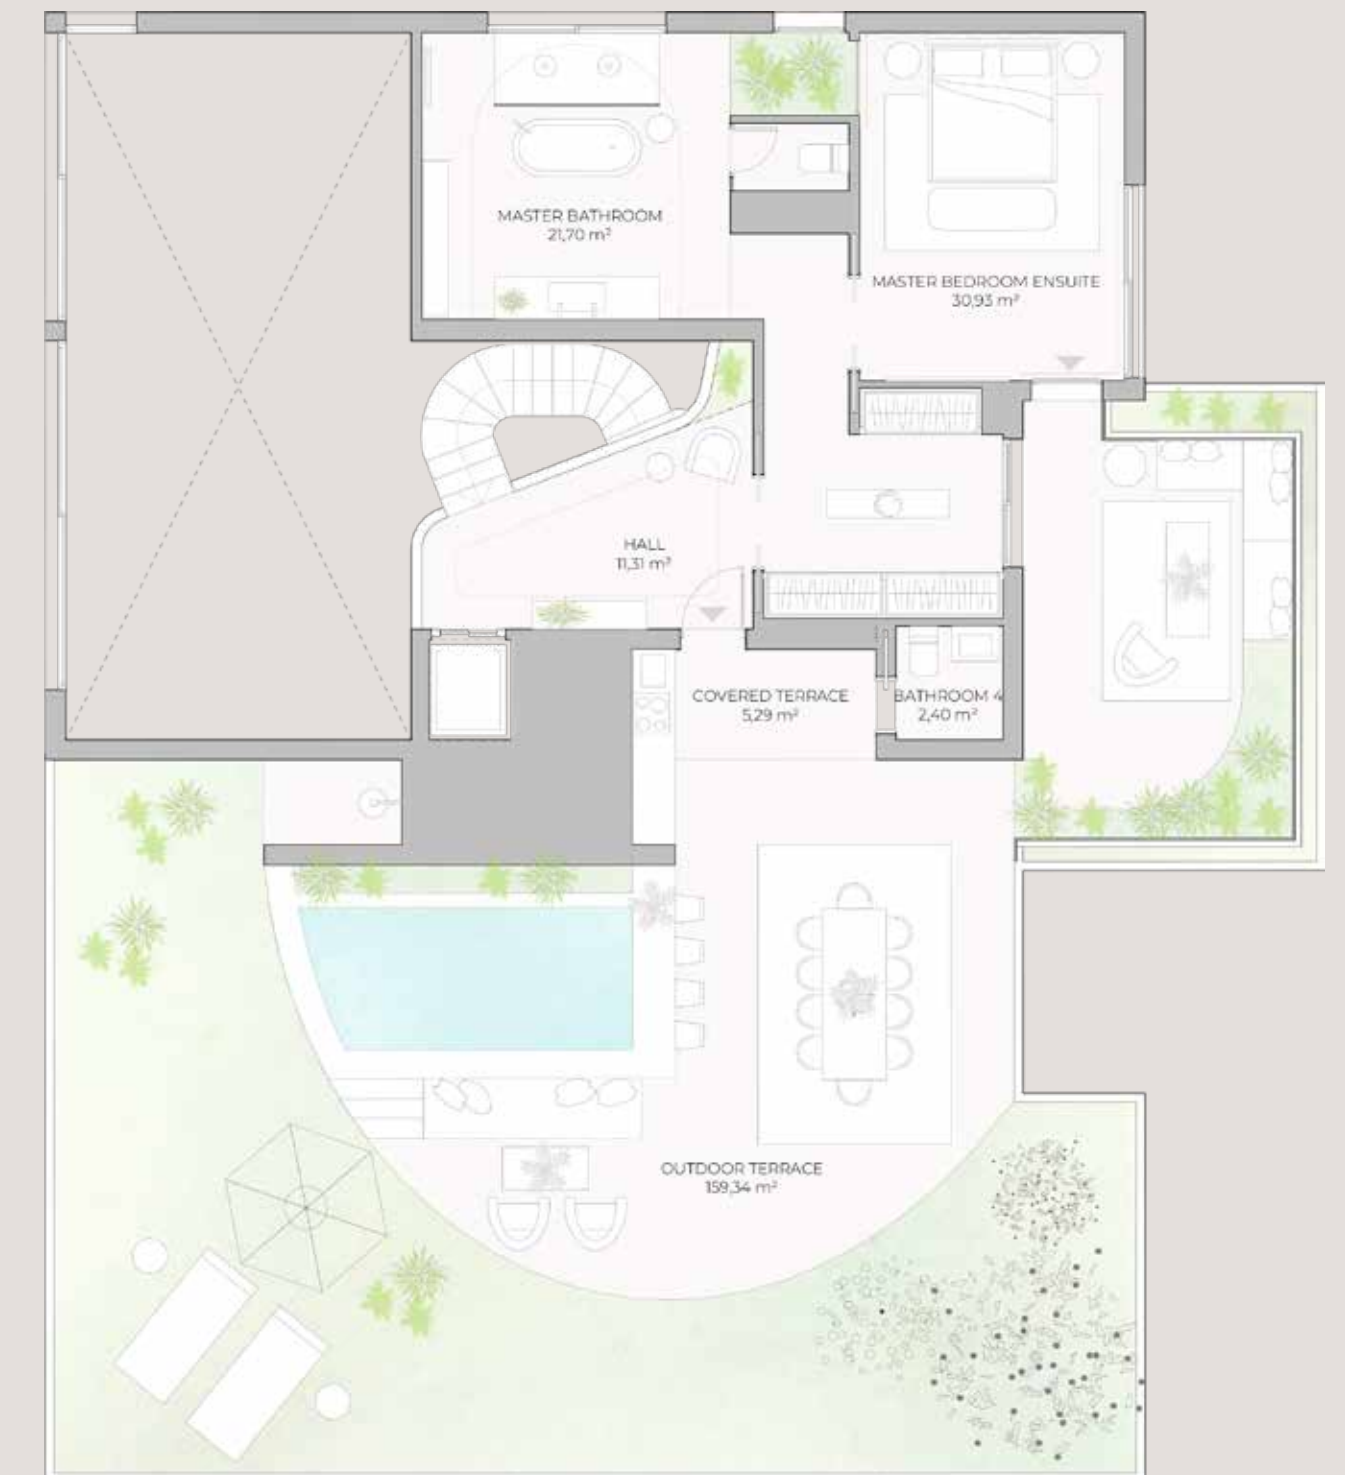 MASTER BATHROOM
21,70 m²
MASTER BEDROOM ENSUITE
30,93 m²
HALL
11,31 m²
COVERED TERRACE
5,29 m²
BATHROOM 4
2,40 m²
OUTDOOR TERRACE
159,34 m²